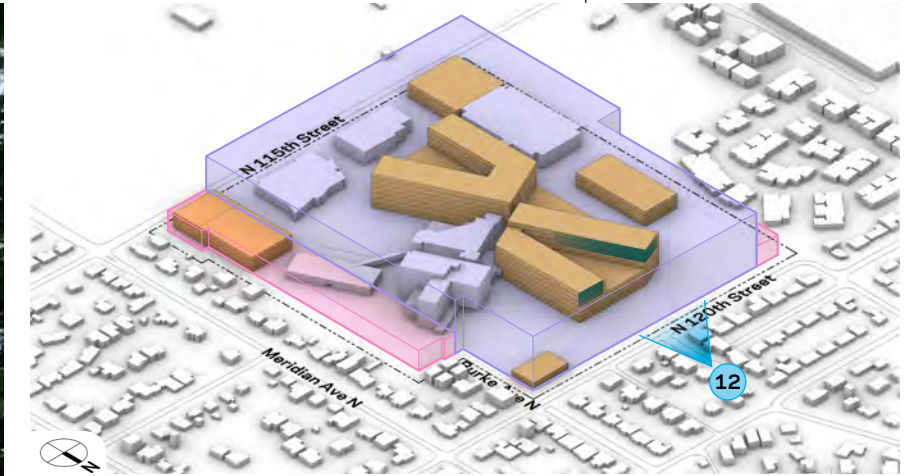 N 115th Street
N 120th Street
12
Meridian Ave N
Burke Ave N
N